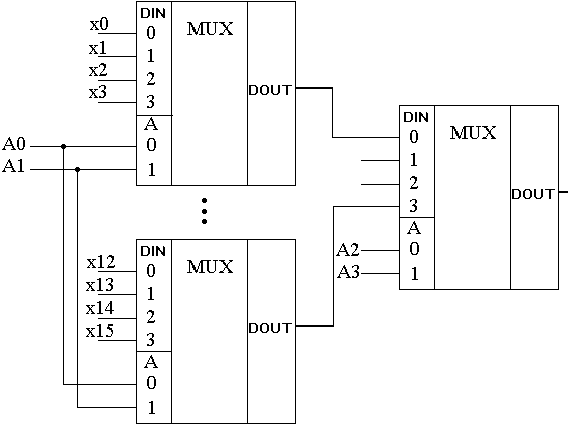 DIN
x0 0 MUX
x1 1
x2 2
x3 3 DOUT
A
A0 0
A1 1
DIN
0 MUX
1
2
3 DOUT
A
A2 0
A3 1
DIN
x12 0 MUX
x13 1
x14 2
x15 3 DOUT
A
0
1